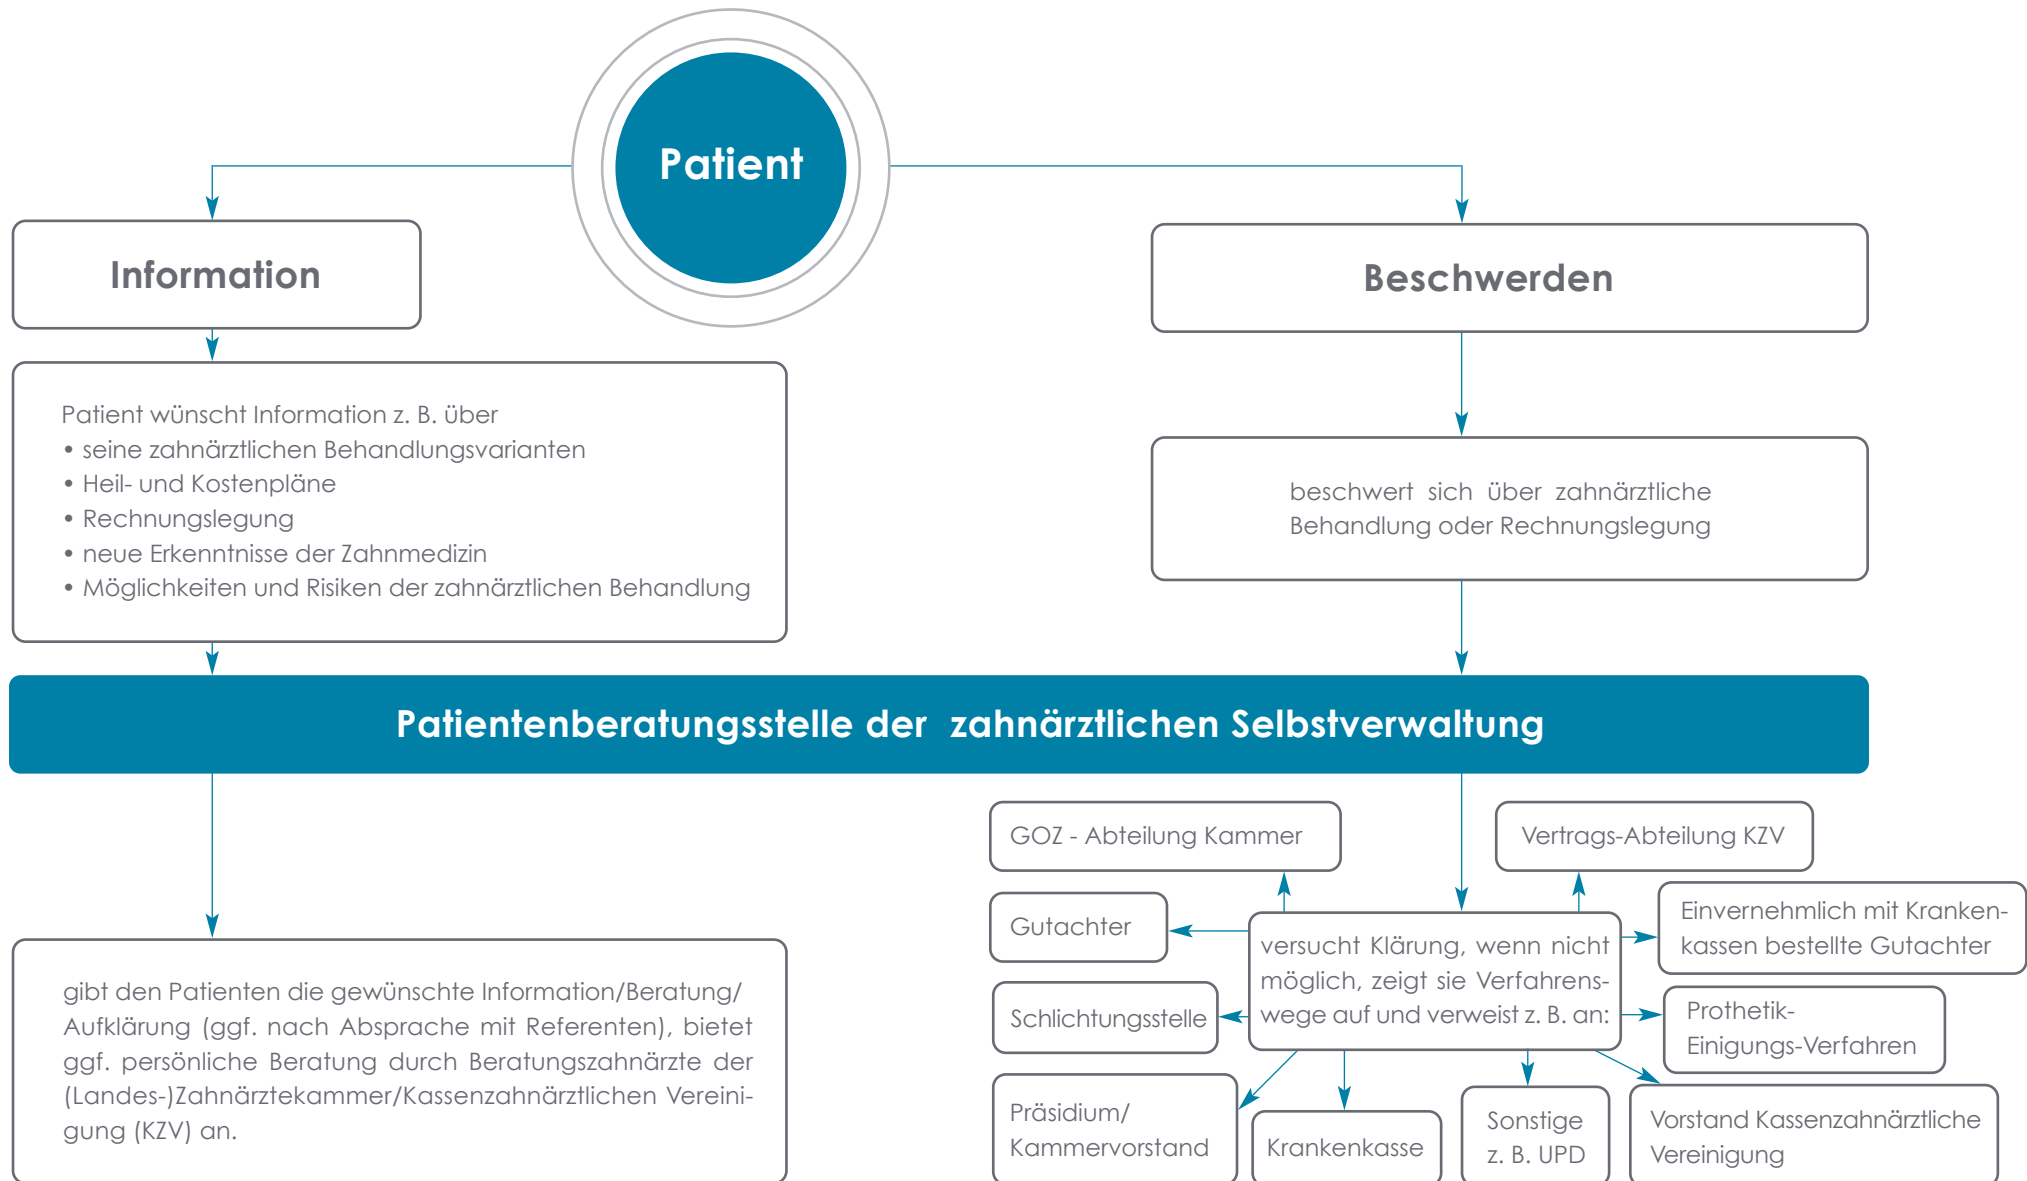 Patient
Information
Beschwerden
Patient wünscht Information z. B. über
• seine zahnärztlichen Behandlungsvarianten
• Heil- und Kostenpläne
• Rechnungslegung
• neue Erkenntnisse der Zahnmedizin
• Möglichkeiten und Risiken der zahnärztlichen Behandlung
beschwert sich über zahnärztliche
Behandlung oder Rechnungslegung
Patientenberatungsstelle der zahnärztlichen Selbstverwaltung
gibt den Patienten die gewünschte Information/Beratung/
Aufklärung (ggf. nach Absprache mit Referenten), bietet
ggf. persönliche Beratung durch Beratungszahnärzte der
(Landes-)Zahnärztekammer/Kassenzahnärztlichen Vereini-
gung (KZV) an.
versucht Klärung, wenn nicht
möglich, zeigt sie Verfahrens-
wege auf und verweist z. B. an:
GOZ - Abteilung Kammer
Vertrags-Abteilung KZV
Gutachter
Einvernehmlich mit Kranken-
kassen bestellte Gutachter
Schlichtungsstelle
Prothetik-
Einigungs-Verfahren
Präsidium/
Kammervorstand
Krankenkasse
Sonstige
z. B. UPD
Vorstand Kassenzahnärztliche
Vereinigung